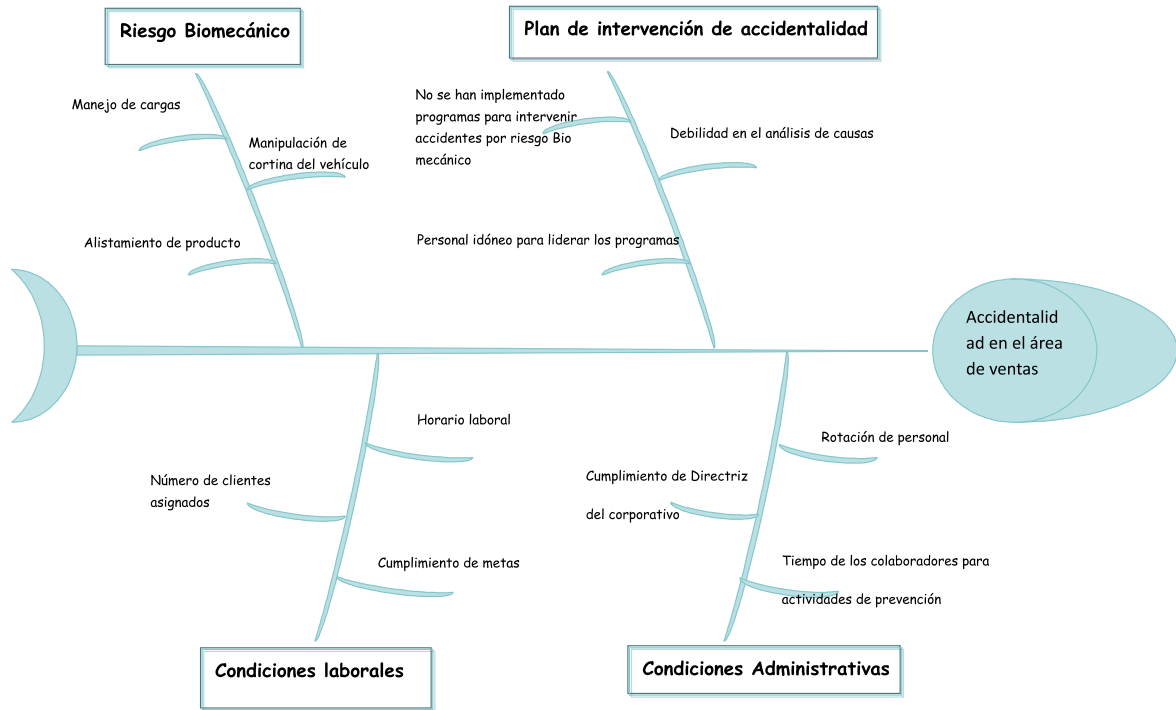 Riesgo Biomecánico
Plan de intervención de accidentalidad
Manejo de cargas
Manipulación de
cortina del vehículo
Alistamiento de producto
No se han implementado
programas para intervenir
accidentes por riesgo Bio
mecánico
Debilidad en el análisis de causas
Personal idóneo para liderar los programas
Accidentalid
ad en el área
de ventas
Horario laboral
Número de clientes
asignados
Cumplimiento de metas
Rotación de personal
Cumplimiento de Directriz
del corporativo
Tiempo de los colaboradores para
actividades de prevención
Condiciones laborales
Condiciones Administrativas